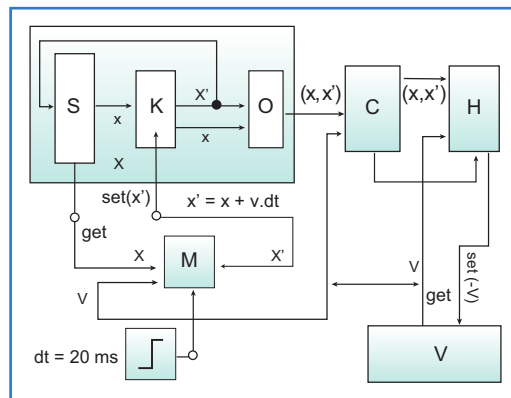 S
K
O
C
H
x
X'
x
X
(x,x')
(x,x')
set(x')
x' = x + v.dt
get
X
V
M
X'
V
get
set (-V)
dt = 20 ms
V